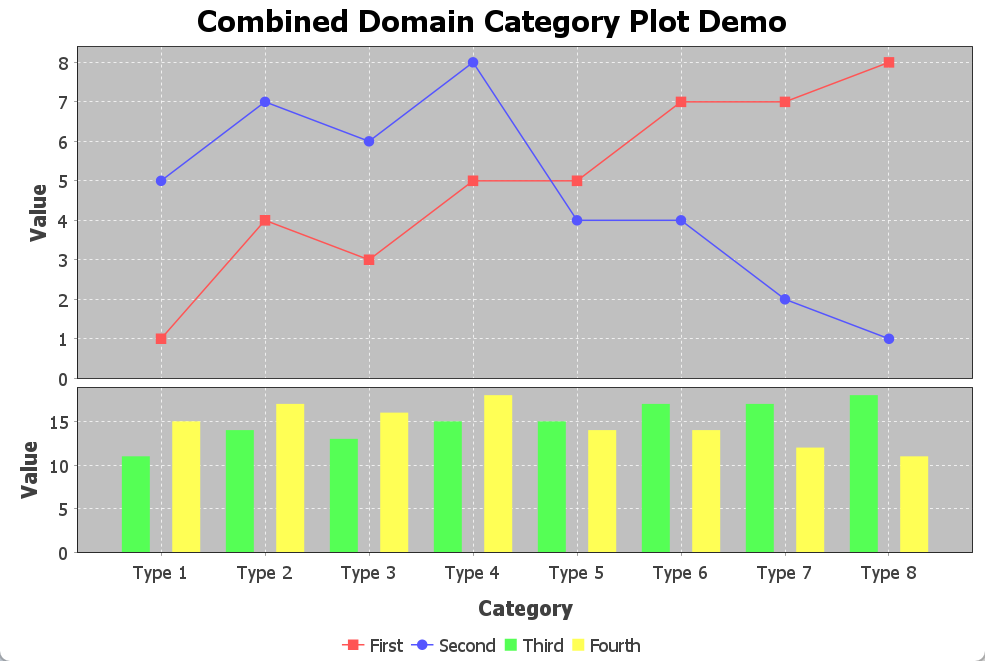 Combined Domain Category Plot Demo
8
7
6
5
4
3
2
1
0
Value
15
10
5
0
Value
Type 1 Type 2 Type 3 Type 4 Type 5 Type 6 Type 7 Type 8
Category
First Second Third Fourth